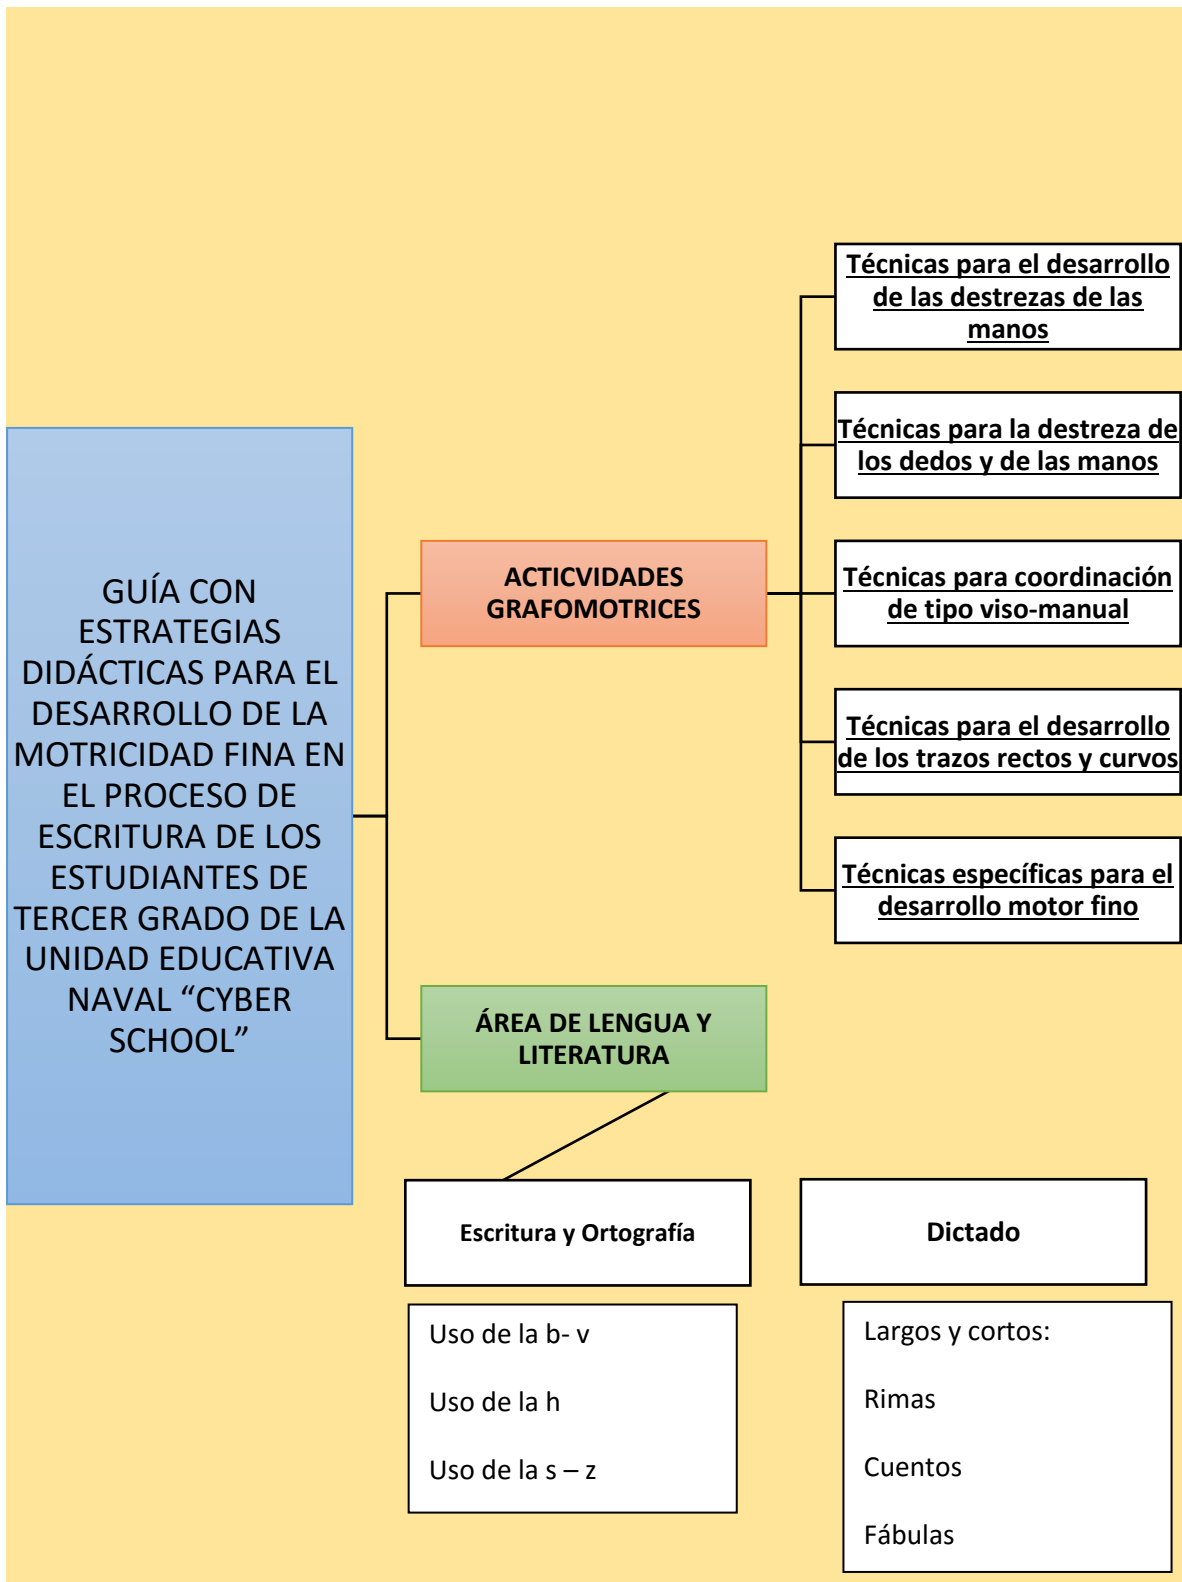 GUÍA CON
ESTRATEGIAS
DIDÁCTICAS PARA EL
DESARROLLO DE LA
MOTRICIDAD FINA EN
EL PROCESO DE
ESCRITURA DE LOS
ESTUDIANTES DE
TERCER GRADO DE LA
UNIDAD EDUCATIVA
NAVAL “CYBER
SCHOOL”
ACTICVIDADES
GRAFOMOTRICES
Técnicas para el desarrollo
de las destrezas de las
manos
Técnicas para la destreza de
los dedos y de las manos
Técnicas para coordinación
de tipo viso-manual
Técnicas para el desarrollo
de los trazos rectos y curvos
Técnicas específicas para el
desarrollo motor fino
ÁREA DE LENGUA Y
LITERATURA
Escritura y Ortografía
Uso de la b- v
Uso de la h
Uso de la s – z
Dictado
Largos y cortos:
Rimas
Cuentos
Fábulas